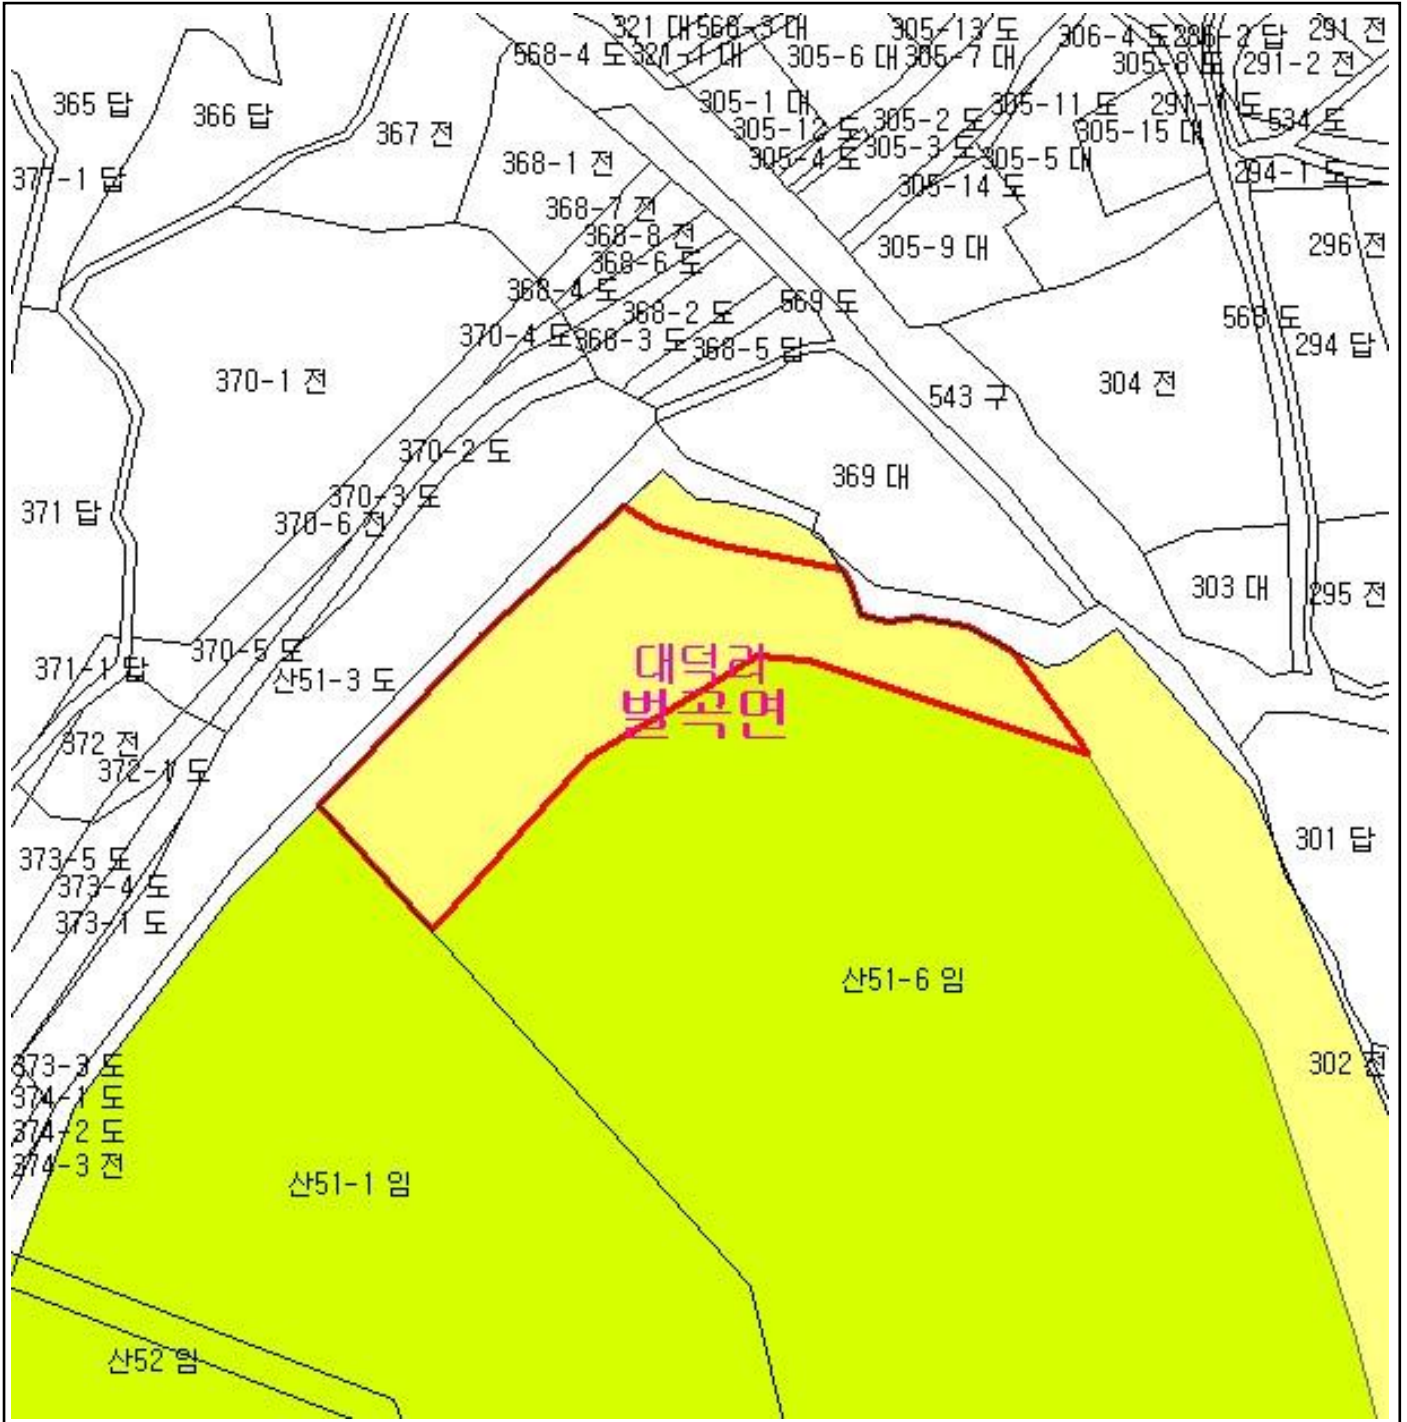 321 대 568-3 대 305-13 도 306-4 도 286-2 답 291 전
568-4 도 321-1 대 305-6 대 305-7 대 305-8 도 291-2 전
365 답 366 답 367 전 305-1 대 305-2 도 305-11 도 534 도
305-12 도 305-3 도 305-15 대
377-1 답 368-1 전 305-4 도 305-5 대 294-1 도
368-7 전 305-14 도
368-8 전 305-9 대 296 전
368-6 도
368-4 도 368-2 도 569 도 568 도
370-4 도 368-3 도 368-5 답 294 답
370-1 전 543 구 304 전
370-2 도 369 대
371 답 370-3 도
370-6 전
303 대 295 전
371-1 답 370-5 도 대덕리
산51-3 도 벌곡면
372 전
372-1 도
373-5 도 301 답
373-4 도
373-1 도
산51-6 임
373-3 도 302 전
374-1 도
374-2 도
374-3 전 산51-1 임
산52 임